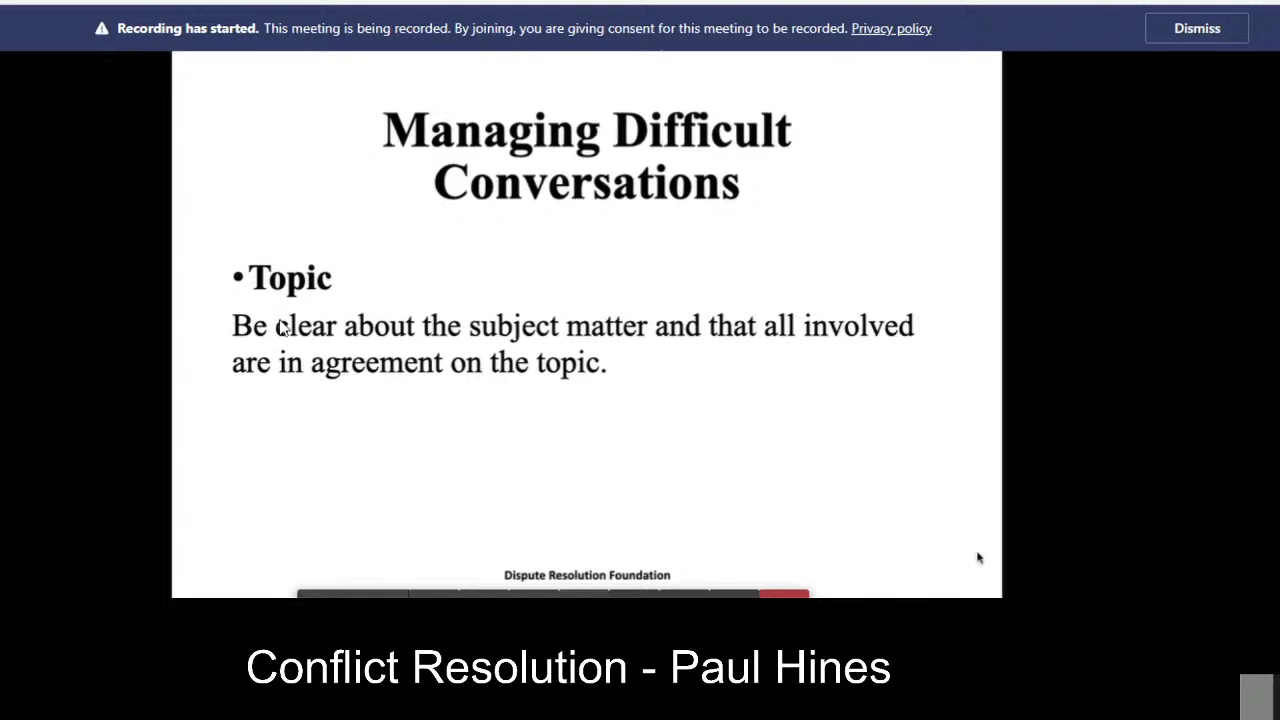 Recording has started. This meeting is being recorded. By joining, you are giving consent for this meeting to be recorded. Privacy policy Dismiss
Managing Difficult
Conversations
• Topic
Be clear about the subject matter and that all involved
are in agreement on the topic.
Dispute Resolution Foundation
Conflict Resolution - Paul Hines